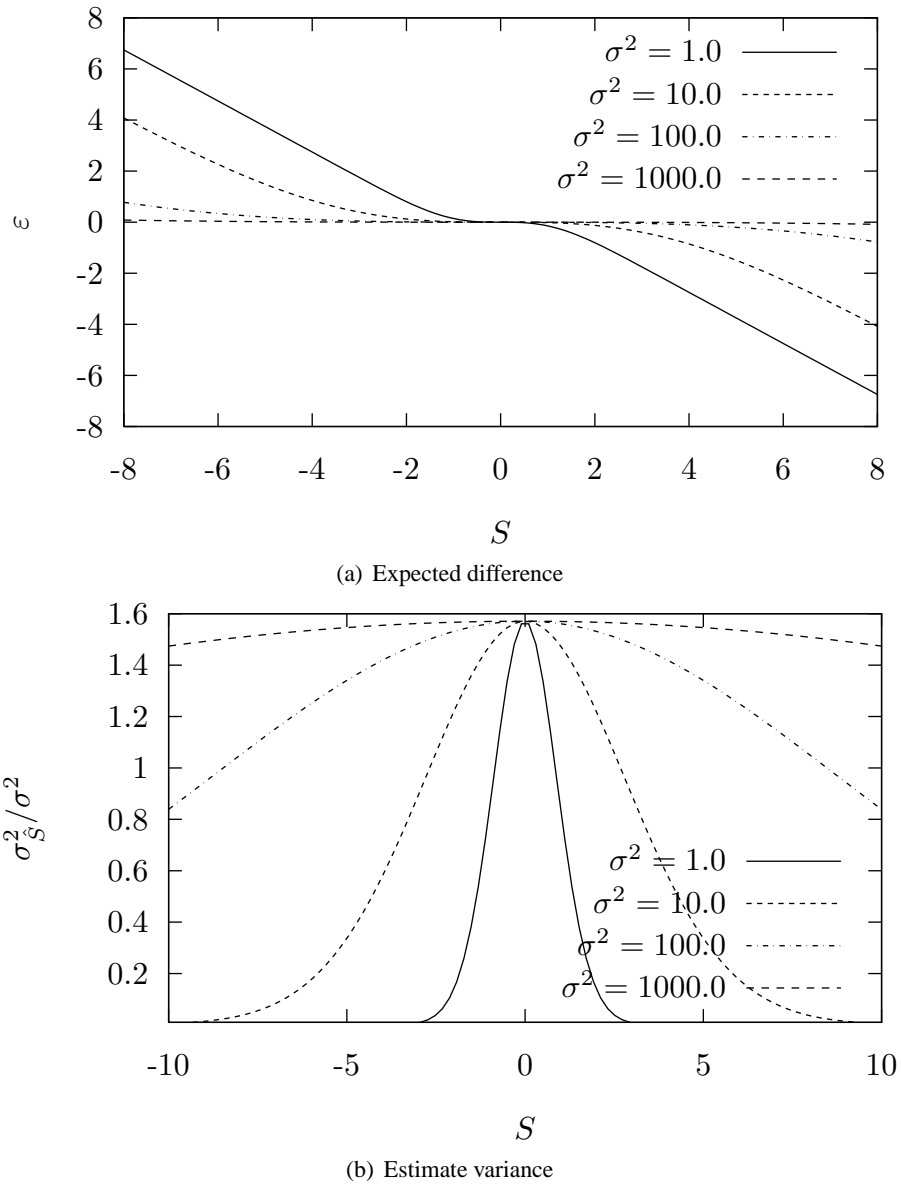 8
6
4
2
0
-2
-4
-6
-8
ε
σ² = 1.0
σ² = 10.0
σ² = 100.0
σ² = 1000.0
-8 -6 -4 -2 0 2 4 6 8
S
(a) Expected difference
1.6
1.4
1.2
1
0.8
0.6
0.4
0.2
σ²_Ŝ/σ²
σ² = 1.0
σ² = 10.0
σ² = 100.0
σ² = 1000.0
-10 -5 0 5 10
S
(b) Estimate variance